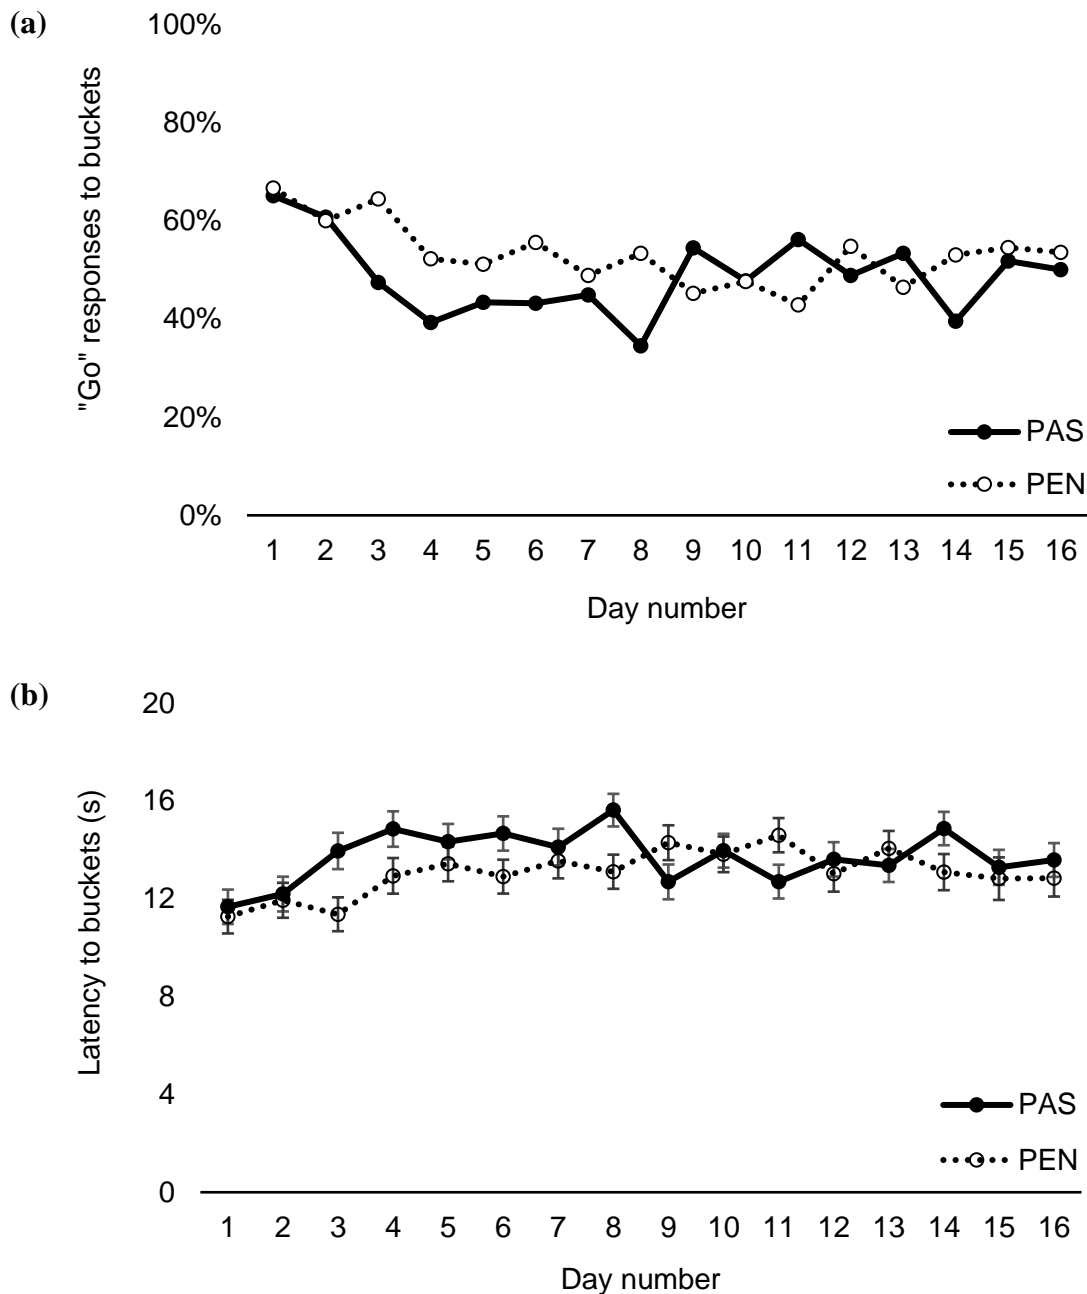 (a)
100%
80%
60%
40%
20%
0%
"Go" responses to buckets
PAS
PEN
1 2 3 4 5 6 7 8 9 10 11 12 13 14 15 16
Day number
(b)
20
16
12
8
4
0
Latency to buckets (s)
PAS
PEN
1 2 3 4 5 6 7 8 9 10 11 12 13 14 15 16
Day number